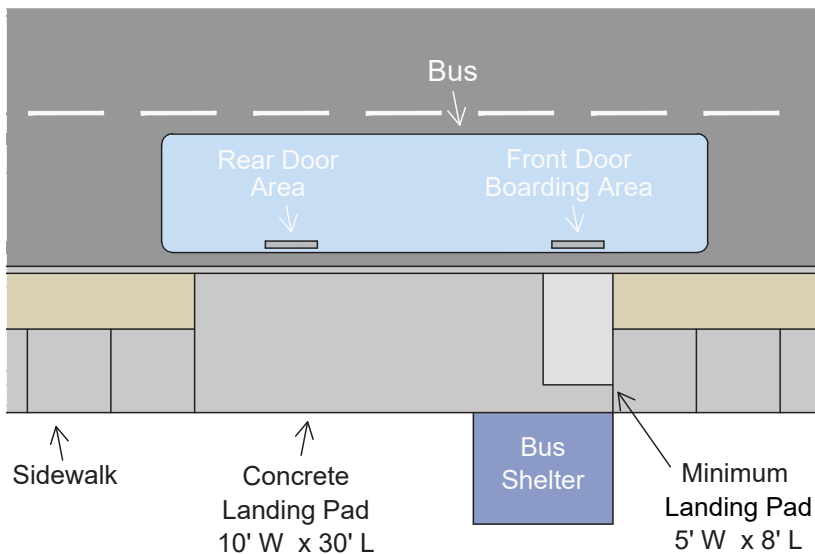 Bus
Rear Door
Area
Front Door
Boarding Area
Sidewalk
Concrete
Landing Pad
10' W x 30' L
Bus
Shelter
Minimum
Landing Pad
5' W x 8' L